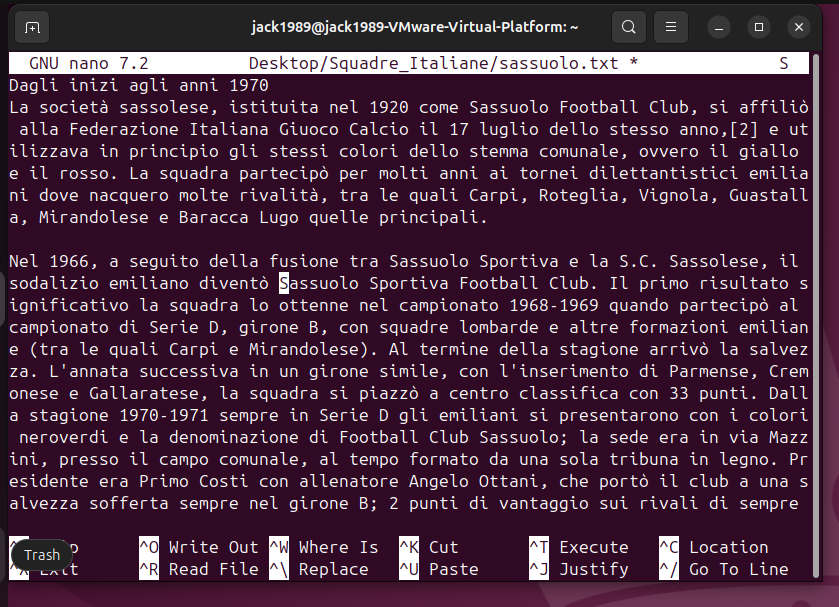 jack1989@jack1989-VMware-Virtual-Platform: ~
GNU nano 7.2 Desktop/Squadre_Italiane/sassuolo.txt * S
Dagli inizi agli anni 1970
La società sassolese, istituita nel 1920 come Sassuolo Football Club, si affiliò
alla Federazione Italiana Giuoco Calcio il 17 luglio dello stesso anno,[2] e ut
ilizzava in principio gli stessi colori dello stemma comunale, ovvero il giallo
e il rosso. La squadra partecipò per molti anni ai tornei dilettantistici emilia
ni dove nacquero molte rivalità, tra le quali Carpi, Roteglia, Vignola, Guastall
a, Mirandolese e Baracca Lugo quelle principali.
Nel 1966, a seguito della fusione tra Sassuolo Sportiva e la S.C. Sassolese, il
sodalizio emiliano diventò Sassuolo Sportiva Football Club. Il primo risultato s
ignificativo la squadra lo ottenne nel campionato 1968-1969 quando partecipò al
campionato di Serie D, girone B, con squadre lombarde e altre formazioni emilian
e (tra le quali Carpi e Mirandolese). Al termine della stagione arrivò la salvez
za. L'annata successiva in un girone simile, con l'inserimento di Parmense, Crem
onese e Gallaratese, la squadra si piazzò a centro classifica con 33 punti. Dall
a stagione 1970-1971 sempre in Serie D gli emiliani si presentarono con i colori
neroverdi e la denominazione di Football Club Sassuolo; la sede era in via Mazz
ini, presso il campo comunale, al tempo formato da una sola tribuna in legno. Pr
esidente era Primo Costi con allenatore Angelo Ottani, che portò il club a una s
alvezza sofferta sempre nel girone B; 2 punti di vantaggio sui rivali di sempre
^O Write Out ^W Where Is ^K Cut ^T Execute ^C Location
Trash
^R Read File ^\ Replace ^U Paste ^J Justify ^/ Go To Line